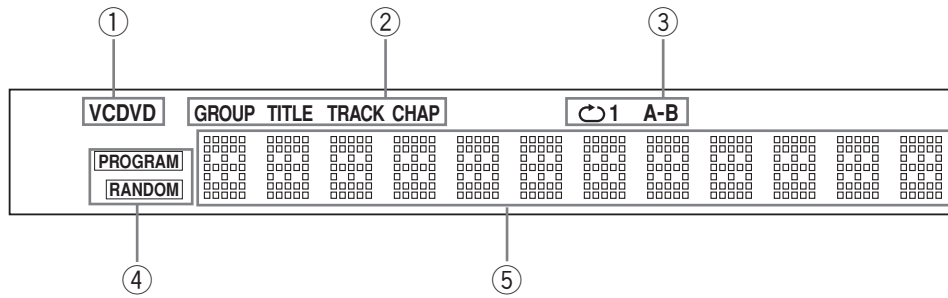 ① ② ③
VCDVD GROUP TITLE TRACK CHAP 1 A-B
PROGRAM
RANDOM
④ ⑤